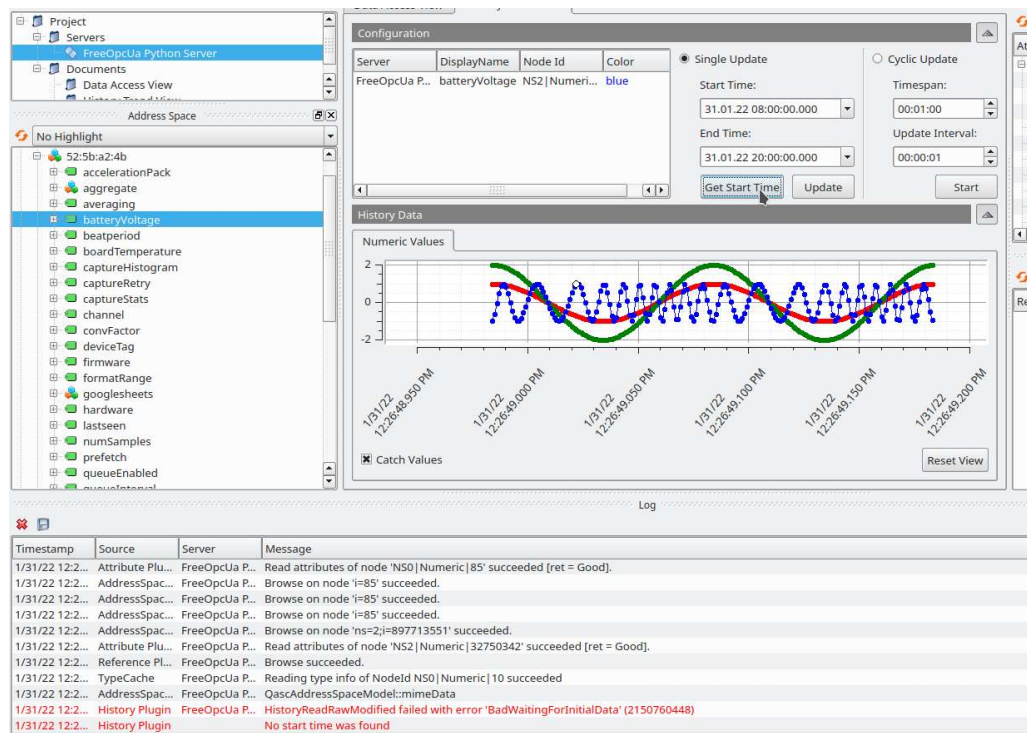 Project
Servers
FreeOpcUa Python Server
Documents
Data Access View
Address Space
No Highlight
52:5b:a2:4b
accelerationPack
aggregate
averaging
batteryVoltage
beatperiod
boardTemperature
captureHistogram
captureRetry
captureStats
channel
convFactor
deviceTag
firmware
formatRange
googlesheets
hardware
lastseen
numSamples
prefetch
queueEnabled
Configuration
Server DisplayName Node Id Color
FreeOpcUa P... batteryVoltage NS2|Numeri... blue
Single Update
Start Time:
31.01.22 08:00:00.000
End Time:
31.01.22 20:00:00.000
Get Start Time Update
Cyclic Update
Timespan:
00:01:00
Update Interval:
00:00:01
Start
History Data
Numeric Values
2
0
-2
1/31/22
12:26:48.950 PM
1/31/22
12:26:49.000 PM
1/31/22
12:26:49.050 PM
1/31/22
12:26:49.100 PM
1/31/22
12:26:49.150 PM
1/31/22
12:26:49.200 PM
Catch Values
Reset View
At
Re
Log
Timestamp Source Server Message
1/31/22 12:2... Attribute Plu... FreeOpcUa P... Read attributes of node 'NS0|Numeric|85' succeeded [ret = Good].
1/31/22 12:2... AddressSpac... FreeOpcUa P... Browse on node 'i=85' succeeded.
1/31/22 12:2... AddressSpac... FreeOpcUa P... Browse on node 'i=85' succeeded.
1/31/22 12:2... AddressSpac... FreeOpcUa P... Browse on node 'i=85' succeeded.
1/31/22 12:2... AddressSpac... FreeOpcUa P... Browse on node 'ns=2;i=897713551' succeeded.
1/31/22 12:2... Attribute Plu... FreeOpcUa P... Read attributes of node 'NS2|Numeric|32750342' succeeded [ret = Good].
1/31/22 12:2... Reference Pl... FreeOpcUa P... Browse succeeded.
1/31/22 12:2... TypeCache FreeOpcUa P... Reading type info of NodeId NS0|Numeric|10 succeeded
1/31/22 12:2... AddressSpac... FreeOpcUa P... QascAddressSpaceModel::mimeData
1/31/22 12:2... History Plugin FreeOpcUa P... HistoryReadRawModified failed with error 'BadWaitingForInitialData' (2150760448)
1/31/22 12:2... History Plugin No start time was found